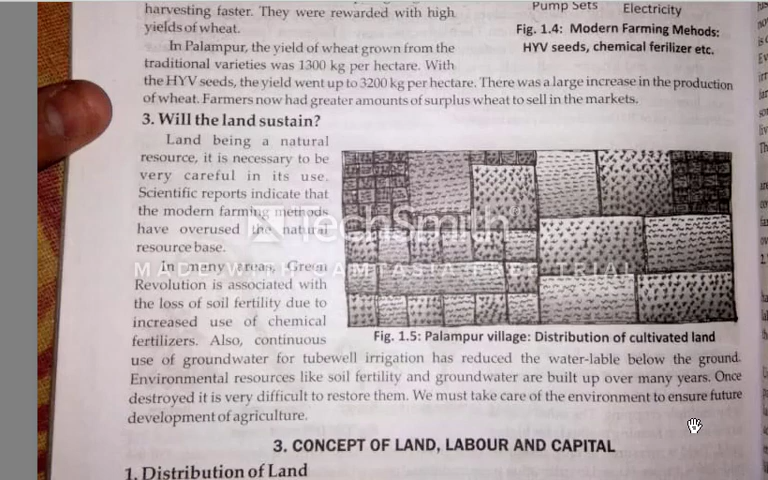 harvesting faster. They were rewarded with high
yields of wheat.
Pump Sets Electricity
Fig. 1.4: Modern Farming Mehods:
HYV seeds, chemical ferilizer etc.
In Palampur, the yield of wheat grown from the
traditional varieties was 1300 kg per hectare. With
the HYV seeds, the yield went up to 3200 kg per hectare. There was a large increase in the production
of wheat. Farmers now had greater amounts of surplus wheat to sell in the markets.
3. Will the land sustain?
Land being a natural
resource, it is necessary to be
very careful in its use.
Scientific reports indicate that
the modern farming methods
have overused the natural
resource base.
In many areas, Green
Revolution is associated with
the loss of soil fertility due to
increased use of chemical
fertilizers. Also, continuous
TechSmith
MADE WITH CAMTASIA FREE TRIAL
Fig. 1.5: Palampur village: Distribution of cultivated land
use of groundwater for tubewell irrigation has reduced the water-lable below the ground.
Environmental resources like soil fertility and groundwater are built up over many years. Once
destroyed it is very difficult to restore them. We must take care of the environment to ensure future
development of agriculture.
3. CONCEPT OF LAND, LABOUR AND CAPITAL
1. Distribution of Land